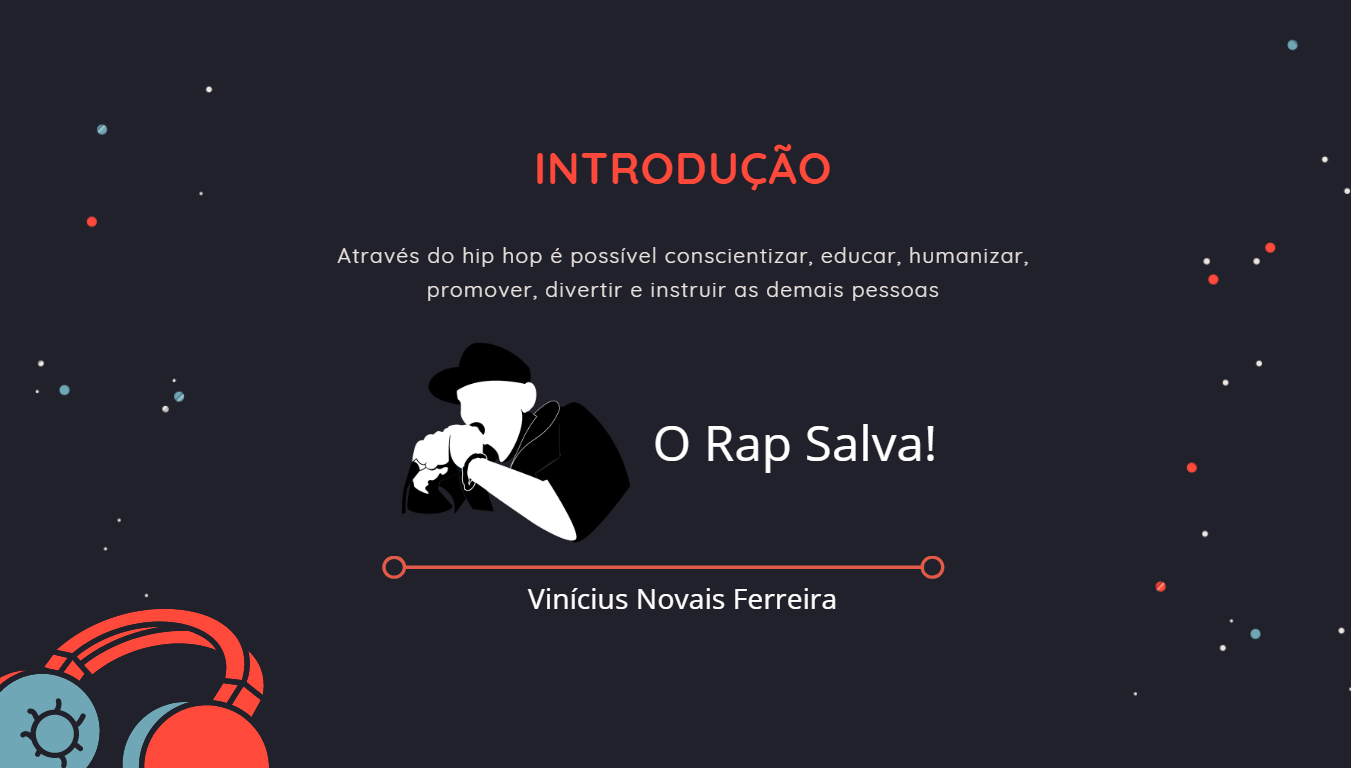 INTRODUÇÃO
Através do hip hop é possível conscientizar, educar, humanizar,
promover, divertir e instruir as demais pessoas
O Rap Salva!
Vinícius Novais Ferreira